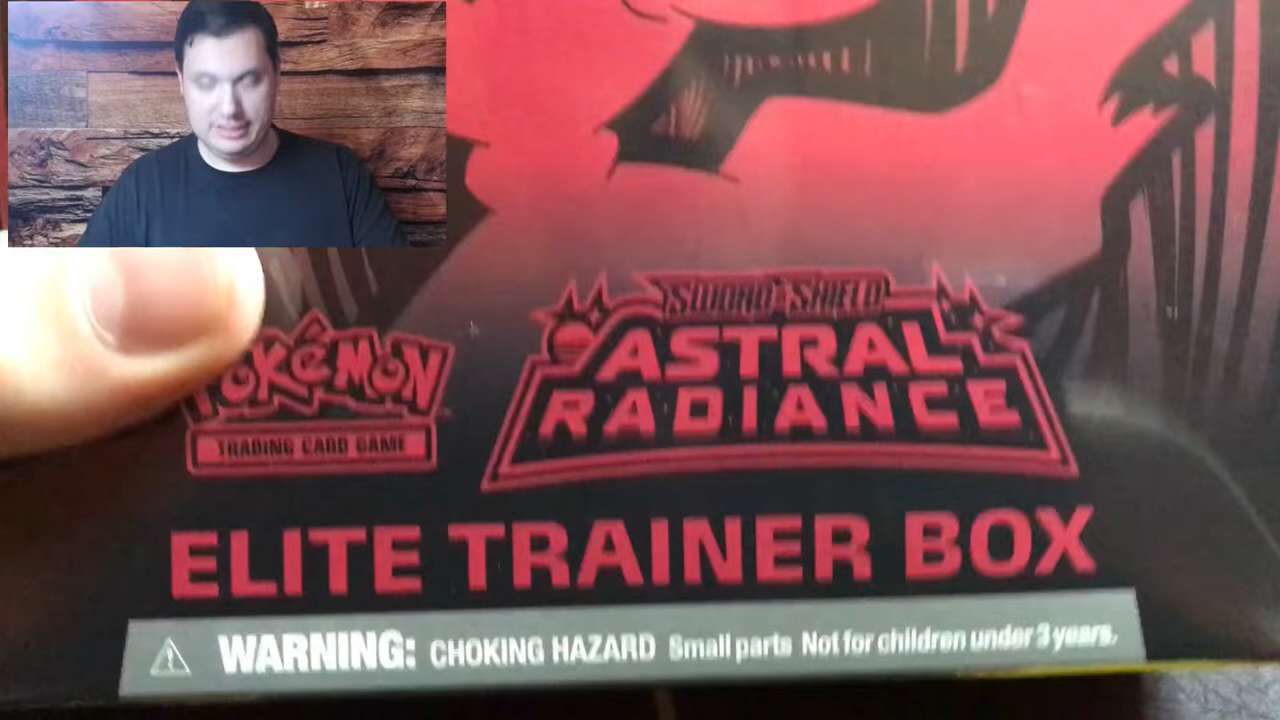 POKéMON
TRADING CARD GAME
SWORD & SHIELD
ASTRAL
RADIANCE
ELITE TRAINER BOX
WARNING: CHOKING HAZARD Small parts Not for children under 3 years.